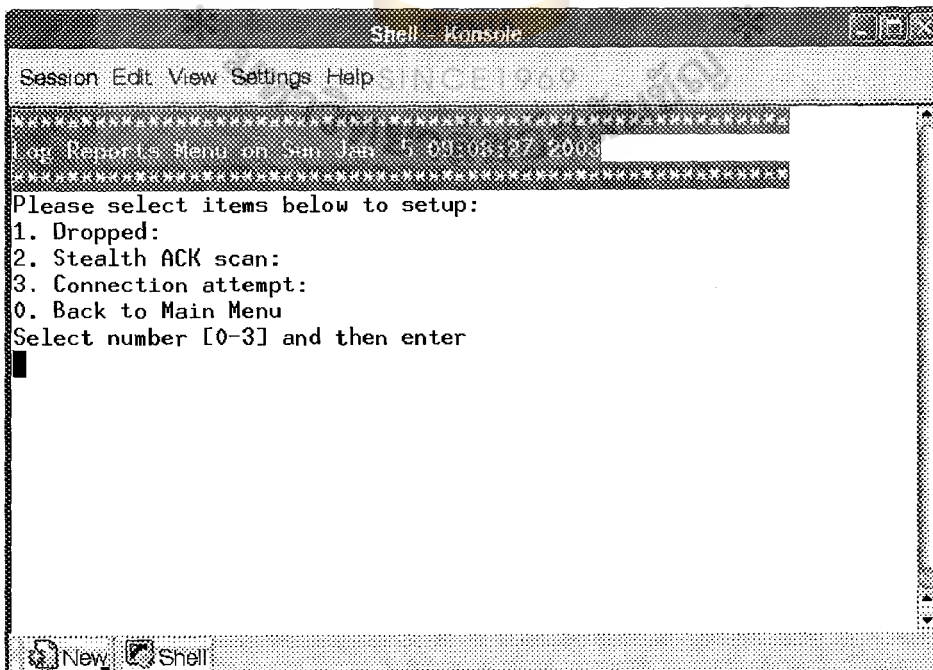 Shell - Konsole
Session Edit View Settings Help
SINCE1969
****************************************************************
Log Reports Menu on Sun Jan 5 09:06:27 2003
****************************************************************
Please select items below to setup:
1. Dropped:
2. Stealth ACK scan:
3. Connection attempt:
0. Back to Main Menu
Select number [0-3] and then enter
New Shell